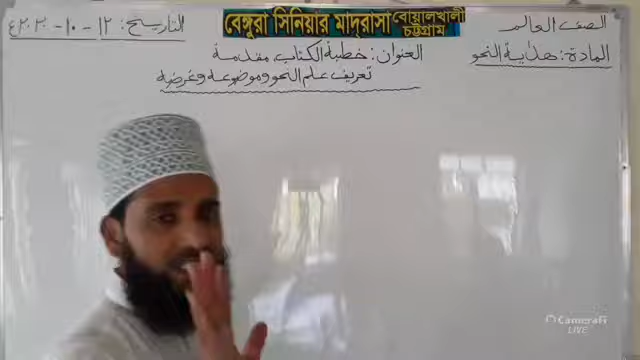 الصف العالم
বেঙ্গুরা সিনিয়ার মাদ্রাসা বোয়ালখালী চট্টগ্রাম
التاريخ: ١٢ - ١٠ - ٢٠٢٠ ع
المادة: هداية النحو
العنوان: خطبة الكتاب، مقدمة
تعريف علم النحو وموضوعه وغرضه
CameraFi
LIVE